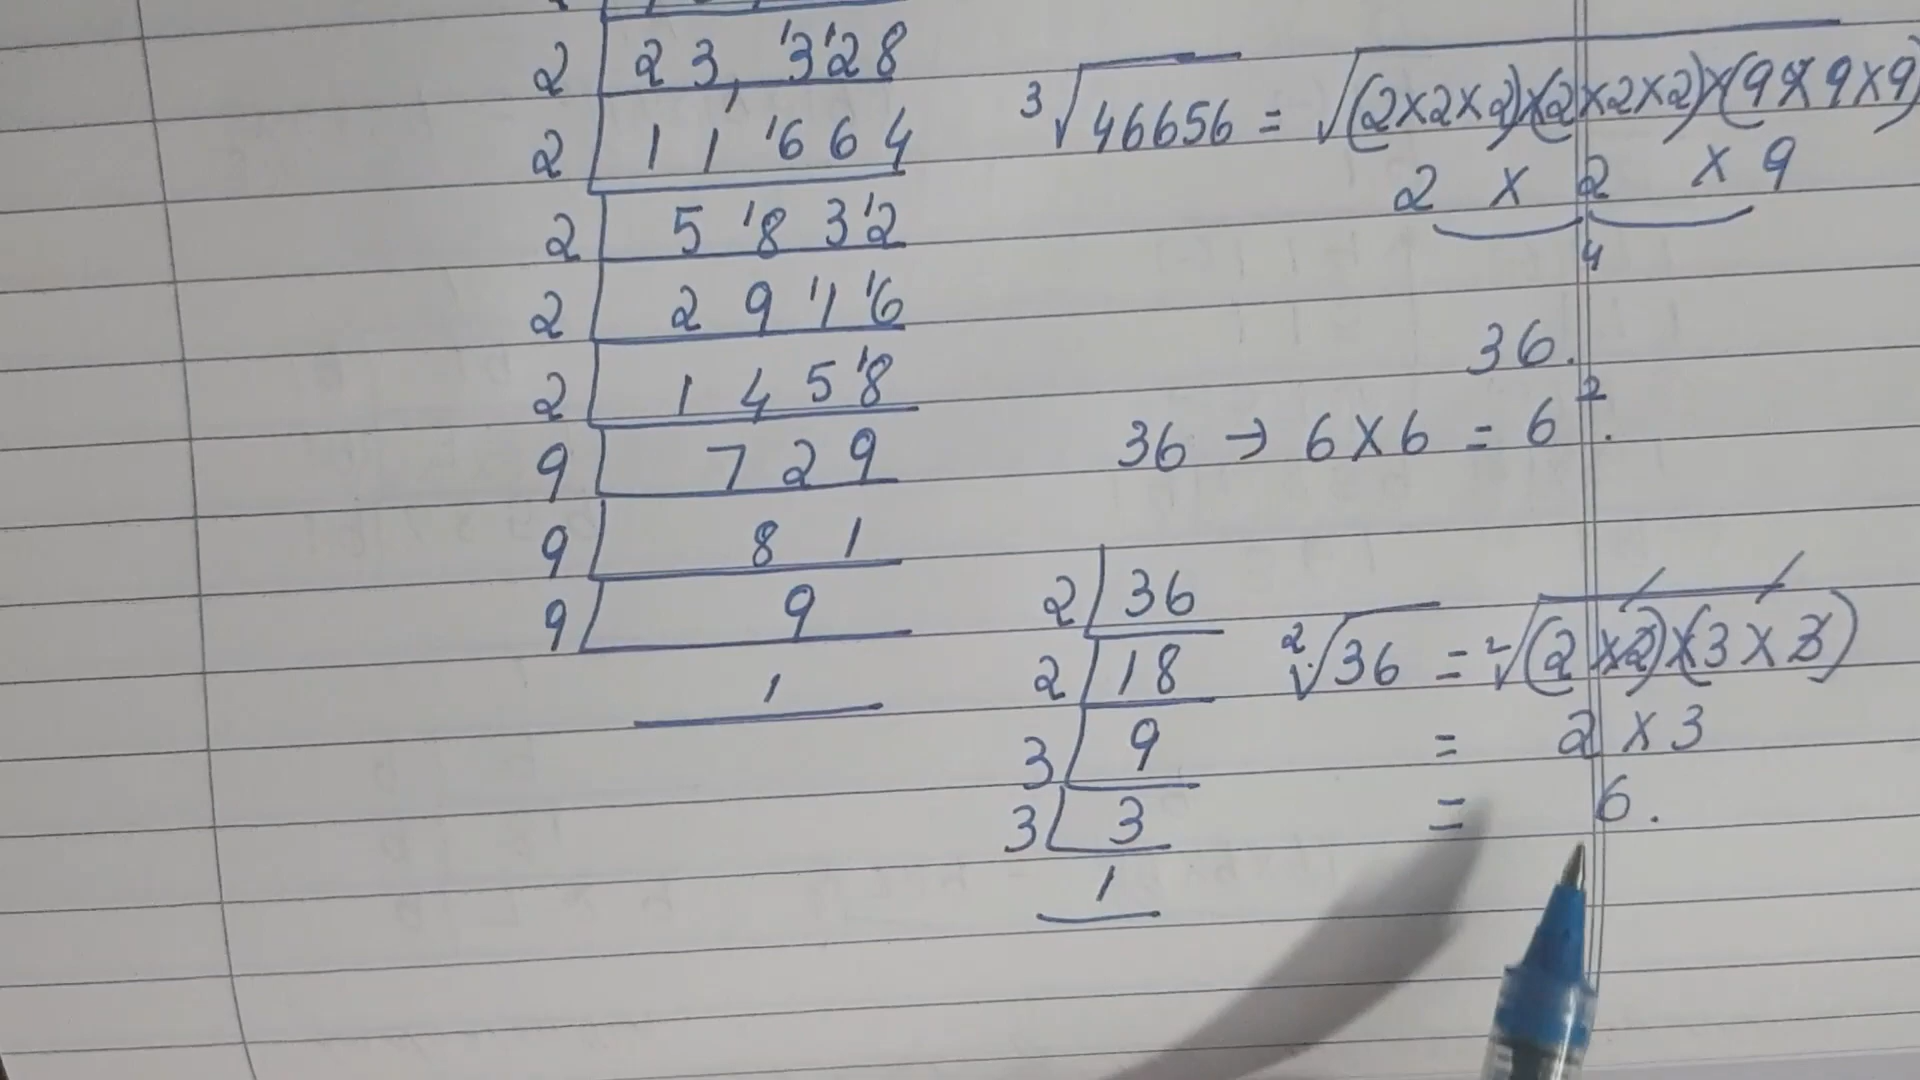 2 | 23,328
2 | 11664
2 | 5832
2 | 2916
2 | 1458
9 | 729
9 | 81
9 | 9
1
³√46656 = √(2×2×2)×(2×2×2)×(9×9×9)
2 × 2 × 9
4
36.
36 → 6×6 = 6².
2 | 36
2 | 18
3 | 9
3 | 3
1
²√36 = ²√(2×2)×(3×3)
= 2×3
= 6.